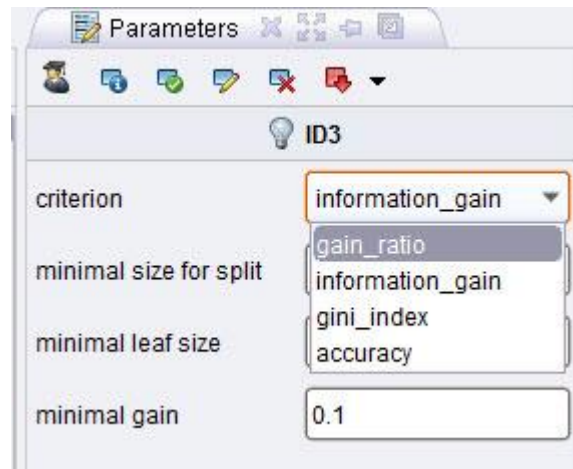 Parameters
ID3
criterion
information_gain
gain_ratio
minimal size for split
information_gain
gini_index
minimal leaf size
accuracy
minimal gain
0.1